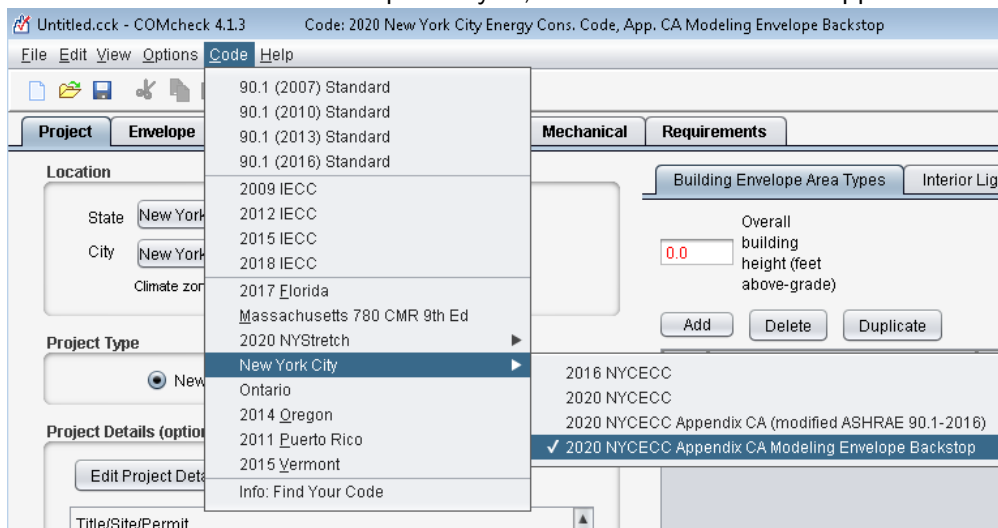 Untitled.cck - COMcheck 4.1.3 Code: 2020 New York City Energy Cons. Code, App. CA Modeling Envelope Backstop
File Edit View Options Code Help
Project Envelope Mechanical Requirements
90.1 (2007) Standard
90.1 (2010) Standard
90.1 (2013) Standard
90.1 (2016) Standard
2009 IECC
2012 IECC
2015 IECC
2018 IECC
2017 Florida
Massachusetts 780 CMR 9th Ed
2020 NYStretch
New York City
Ontario
2014 Oregon
2011 Puerto Rico
2015 Vermont
Info: Find Your Code
2016 NYCECC
2020 NYCECC
2020 NYCECC Appendix CA (modified ASHRAE 90.1-2016)
✓ 2020 NYCECC Appendix CA Modeling Envelope Backstop
Location
State New York
City New York
Climate zon
Project Type
New
Project Details (option
Edit Project Deta
Title/Site/Permit
Building Envelope Area Types Interior Lig
0.0
Overall
building
height (feet
above-grade)
Add Delete Duplicate